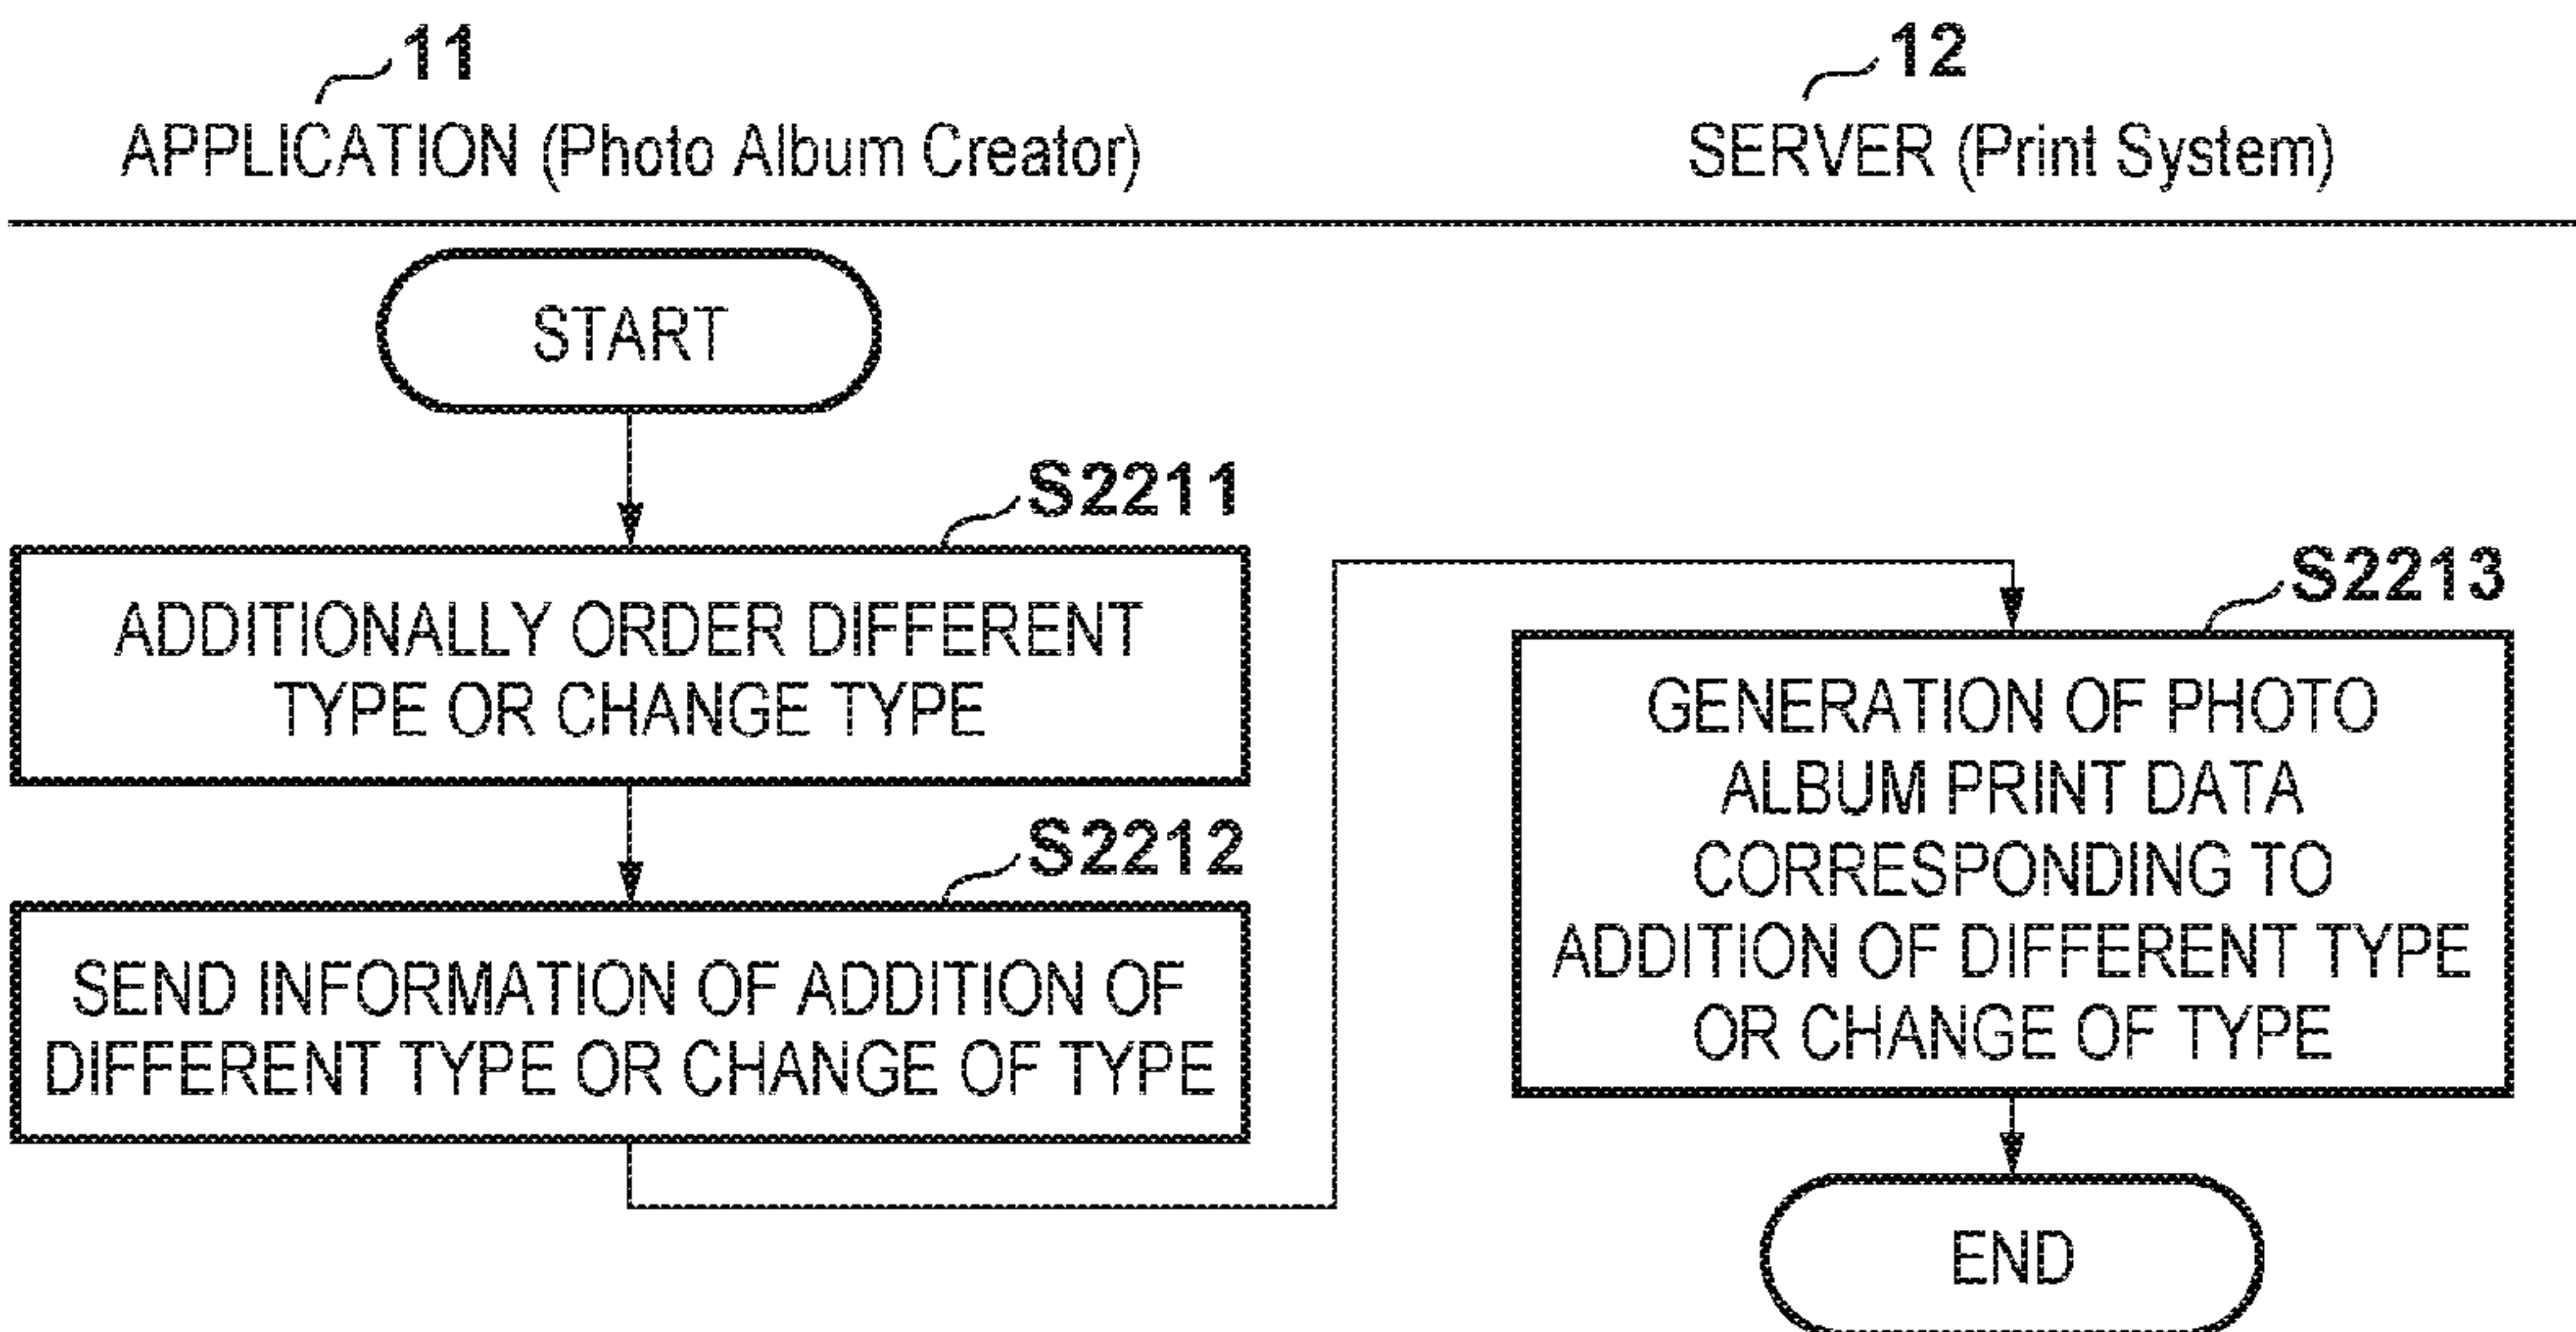 11
APPLICATION (Photo Album Creator)
12
SERVER (Print System)
START
S2211
ADDITIONALLY ORDER DIFFERENT
TYPE OR CHANGE TYPE
S2212
SEND INFORMATION OF ADDITION OF
DIFFERENT TYPE OR CHANGE OF TYPE
S2213
GENERATION OF PHOTO
ALBUM PRINT DATA
CORRESPONDING TO
ADDITION OF DIFFERENT TYPE
OR CHANGE OF TYPE
END